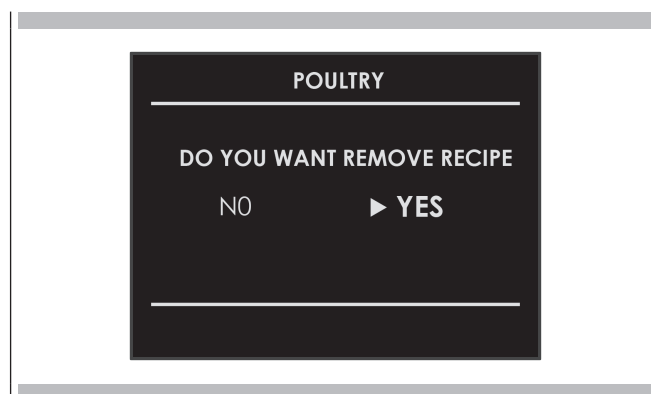 POULTRY
DO YOU WANT REMOVE RECIPE
N0 ▶ YES